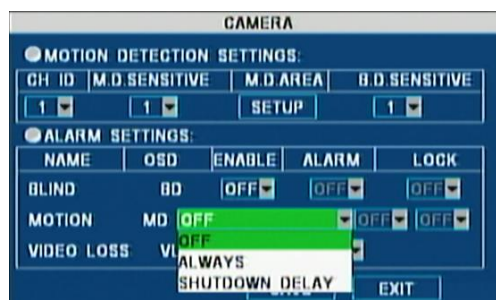 CAMERA
MOTION DETECTION SETTINGS:
CH ID M.D.SENSITIVE M.D.AREA B.D.SENSITIVE
1 1 SETUP 1
ALARM SETTINGS:
NAME OSD ENABLE ALARM LOCK
BLIND BD OFF OFF OFF
MOTION MD OFF OFF OFF
OFF
VIDEO LOSS
ALWAYS
SHUTDOWN DELAY
EXIT